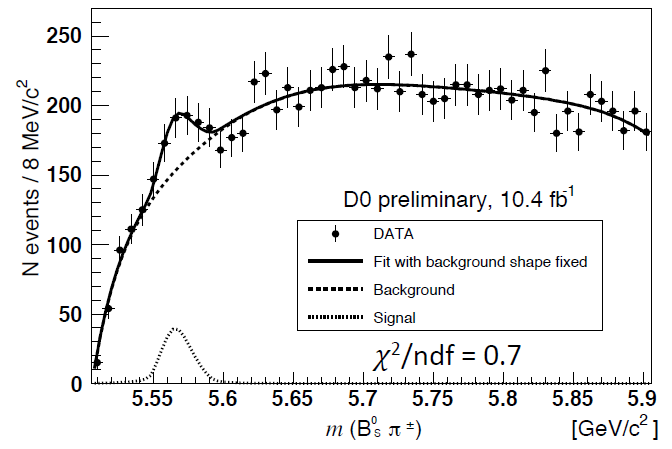 N events / 8 MeV/c²
250
200
150
100
50
0
D0 preliminary, 10.4 fb¹
DATA
Fit with background shape fixed
Background
Signal
χ²/ndf = 0.7
5.55 5.6 5.65 5.7 5.75 5.8 5.85 5.9
m (B⁰ₛ π ±) [GeV/c²]